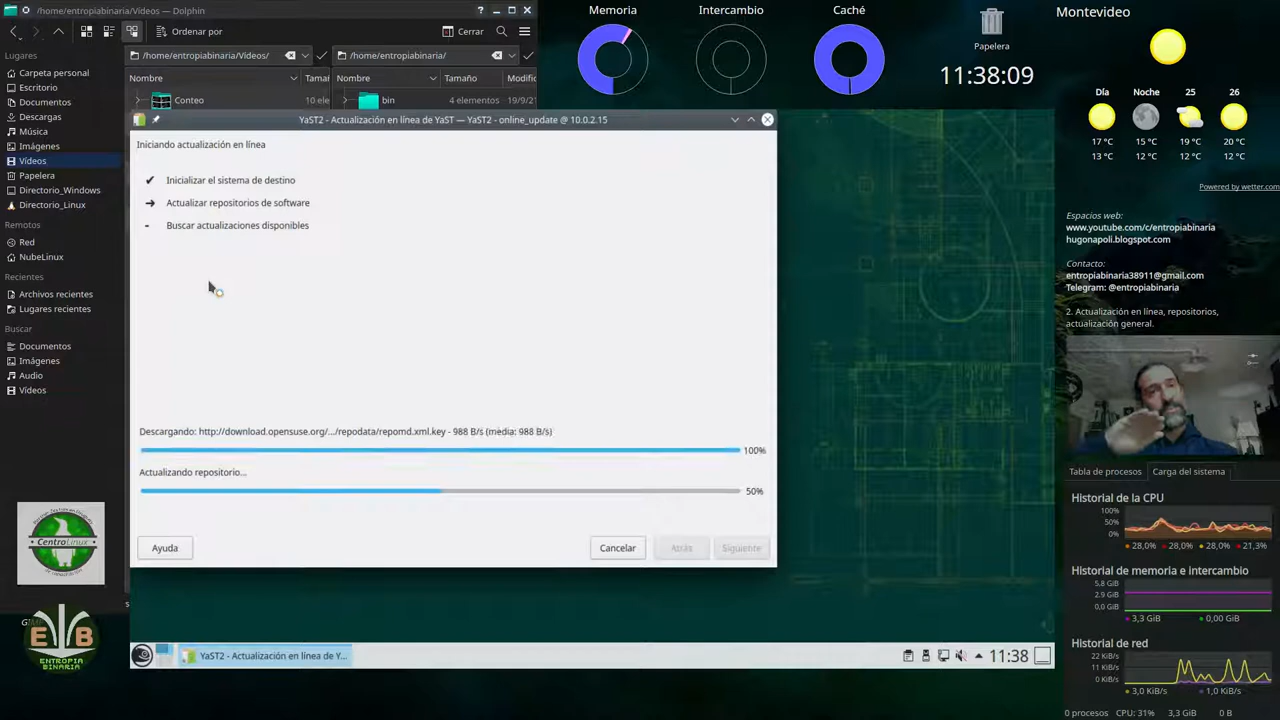 /home/entropiabinaria/Vídeos — Dolphin
Ordenar por
Cerrar
Lugares
Carpeta personal
Escritorio
Documentos
Descargas
Música
Imágenes
Vídeos
Papelera
Directorio_Windows
Directorio_Linux
Remotos
Red
NubeLinux
Recientes
Archivos recientes
Lugares recientes
Buscar
Documentos
Imágenes
Audio
Vídeos
/home/entropiabinaria/Vídeos/
/home/entropiabinaria/
Nombre
Nombre
Tamaño
Modific
Conteo
10 ele
bin
4 elementos
19/9/21
Memoria
Intercambio
Caché
Papelera
11:38:09
Montevideo
Día
Noche
25
26
17 °C
15 °C
19 °C
20 °C
13 °C
12 °C
12 °C
12 °C
Powered by wetter.com
Espacios web:
www.youtube.com/c/entropiabinaria
hugonapoli.blogspot.com
Contacto:
entropiabinaria38911@gmail.com
Telegram: @entropiabinaria
2. Actualización en línea, repositorios,
actualización general.
YaST2 - Actualización en línea de YaST — YaST2 - online_update @ 10.0.2.15
Iniciando actualización en línea
Inicializar el sistema de destino
Actualizar repositorios de software
- Buscar actualizaciones disponibles
Descargando: http://download.opensuse.org/.../repodata/repomd.xml.key - 988 B/s (media: 988 B/s)
100%
Actualizando repositorio...
50%
Ayuda
Cancelar
Atrás
Siguiente
YaST2 - Actualización en línea de Y...
11:38
CentroLinux
E B
ENTROPIA
BINARIA
Tabla de procesos
Carga del sistema
Historial de la CPU
100%
50%
0%
28,0%
28,0%
28,0%
21,3%
Historial de memoria e intercambio
5.8 GiB
2.9 GiB
0.0 GiB
3,3 GiB
0,00 GiB
Historial de red
22 KiB/s
11 KiB/s
0 KiB/s
3,0 KiB/s
1,0 KiB/s
0 procesos
CPU: 31%
3,3 GiB
0 B